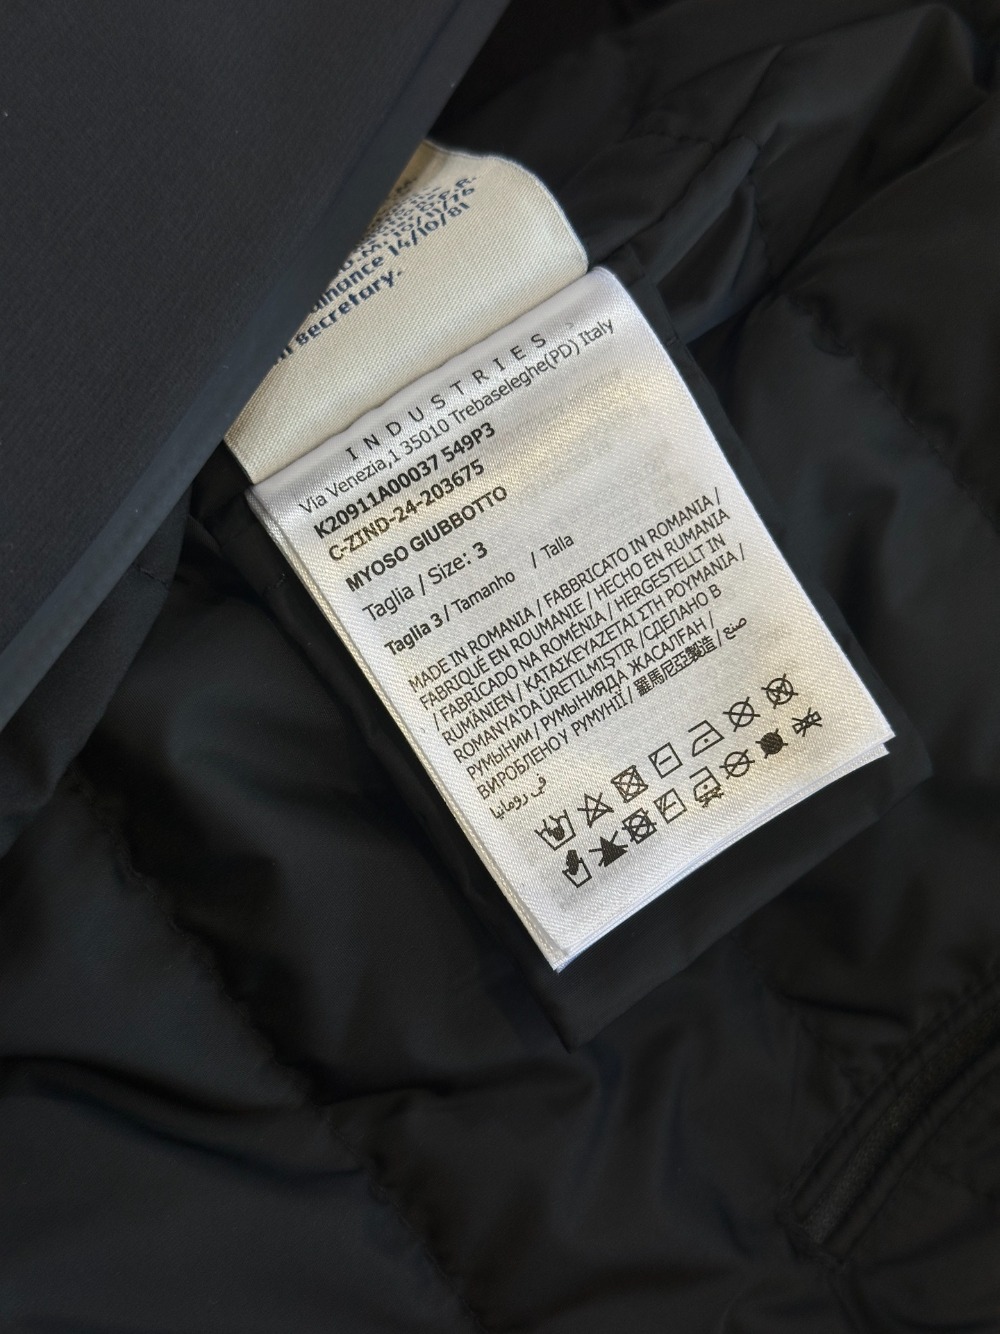 D.P.R.
D.M. 10/11/76
14/10/81
secretary.
INDUSTRIES
Via Venezia,1 35010 Trebaseleghe(PD) Italy
K20911A00037 549P3
C-ZIND-24-203675
MYOSO GIUBBOTTO
Taglia / Size: 3
Taglia 3 / Tamanho / Talla
MADE IN ROMANIA / FABBRICATO IN ROMANIA /
FABRIQUÉ EN ROUMANIE / HECHO EN RUMANIA
/ FABRICADO NA ROMÉNIA / HERGESTELLT IN
RUMÄNIEN / ΚΑΤΑΣΚΕΥΑΖΕΤΑΙ ΣΤΗ ΡΟΥΜΑΝΙΑ /
ROMANYA'DA ÜRETILMIŞTIR /СДЕЛАНО В
РУМЫНИИ / РУМЫНИЯДА ЖАСАЛҒАН /
ВИРОБЛЕНО У РУМУНІЇ / 羅馬尼亞製造 / صنع
في رومانيا